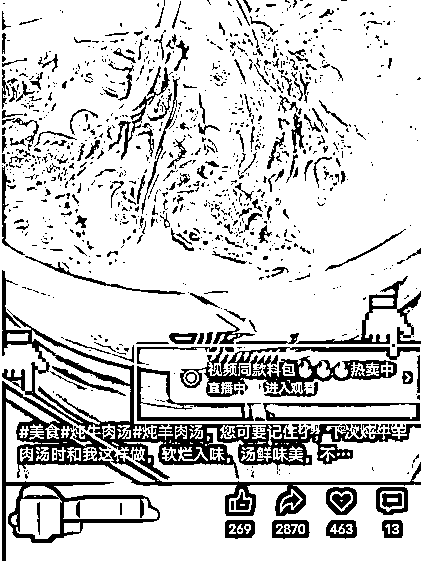 视频同款料包🔥🔥🔥热卖中
直播中 进入观看
#美食#炖牛肉汤#炖羊肉汤，您可要记住了，下次炖牛羊
肉汤时和我这样做，软烂入味，汤鲜味美，不…
269 2870 463 13